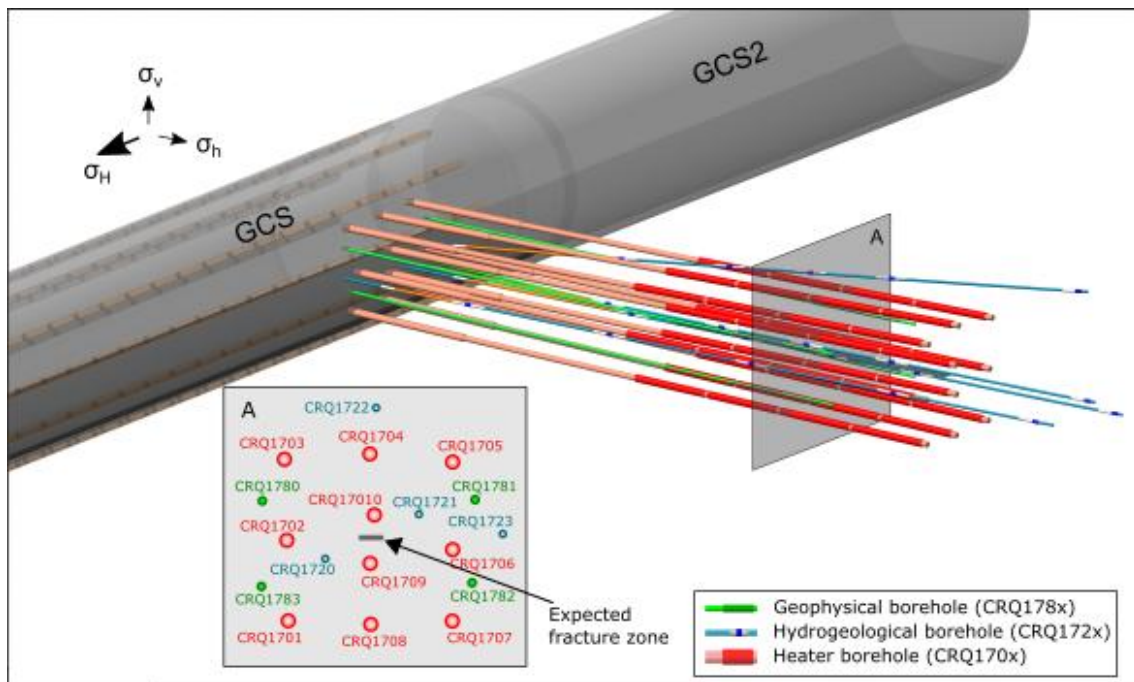 GCS2
σv
σh
σH
GCS
A
A
CRQ1722
CRQ1703
CRQ1704
CRQ1705
CRQ1780
CRQ1781
CRQ17010
CRQ1721
CRQ1702
CRQ1723
CRQ1720
CRQ1706
CRQ1709
CRQ1783
CRQ1782
CRQ1701
CRQ1708
CRQ1707
Expected
fracture zone
Geophysical borehole (CRQ178x)
Hydrogeological borehole (CRQ172x)
Heater borehole (CRQ170x)